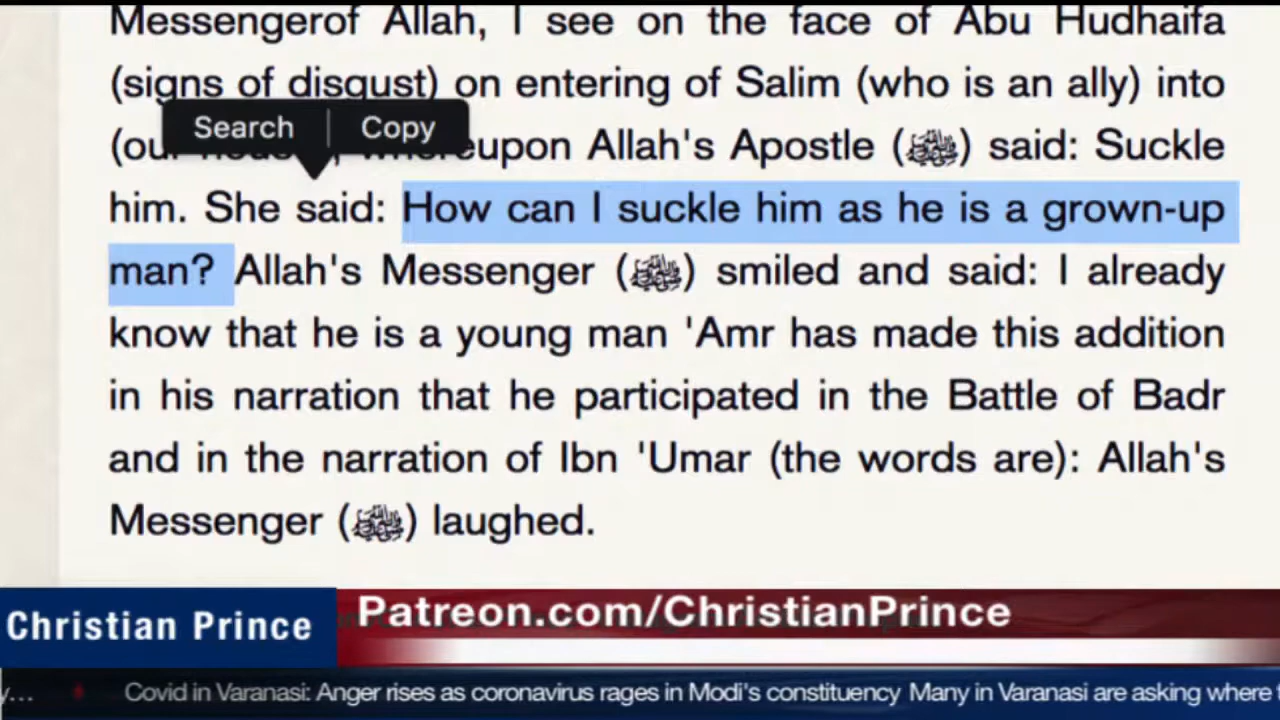 Messengerof Allah, I see on the face of Abu Hudhaifa
(signs of disgust) on entering of Salim (who is an ally) into
Search Copy
(our whereupon Allah's Apostle (ﷺ) said: Suckle
him. She said: How can I suckle him as he is a grown-up
man? Allah's Messenger (ﷺ) smiled and said: I already
know that he is a young man 'Amr has made this addition
in his narration that he participated in the Battle of Badr
and in the narration of Ibn 'Umar (the words are): Allah's
Messenger (ﷺ) laughed.
Christian Prince
Patreon.com/ChristianPrince
Covid in Varanasi: Anger rises as coronavirus rages in Modi's constituency Many in Varanasi are asking where